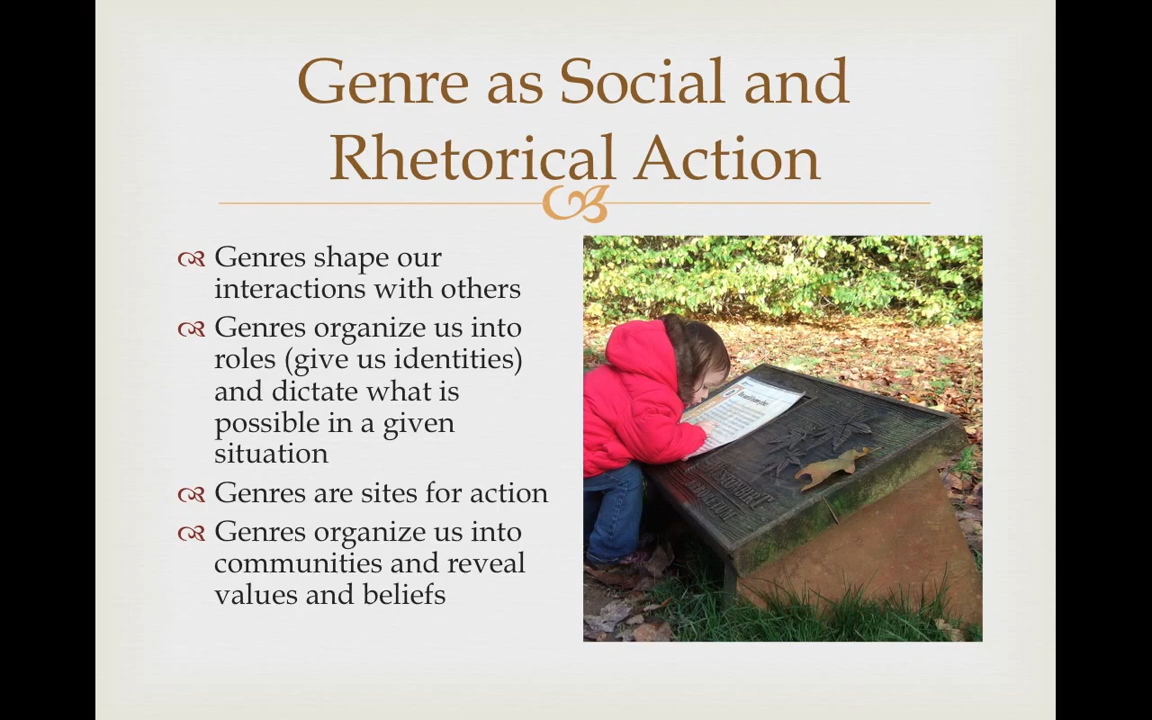 Genre as Social and
Rhetorical Action
Genres shape our
interactions with others
Genres organize us into
roles (give us identities)
and dictate what is
possible in a given
situation
Genres are sites for action
Genres organize us into
communities and reveal
values and beliefs